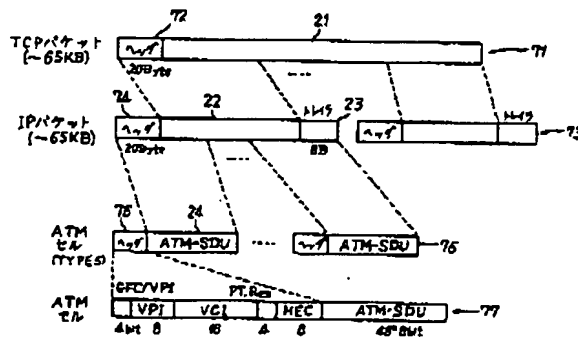 72 21
TCPパケット ヘッダ 71
(~65KB) 20Byte
74 22 トレイラ 23 トレイラ
IPパケット ヘッダ ヘッダ 73
(~65KB) 20Byte 8B
75 24
ATM ヘッダ ATM-SDU ヘッダ ATM-SDU 76
セル
(TYPE5)
GFC/VPI PT.Res
ATM VPI VCI HEC ATM-SDU 77
セル 4bit 8 16 4 8